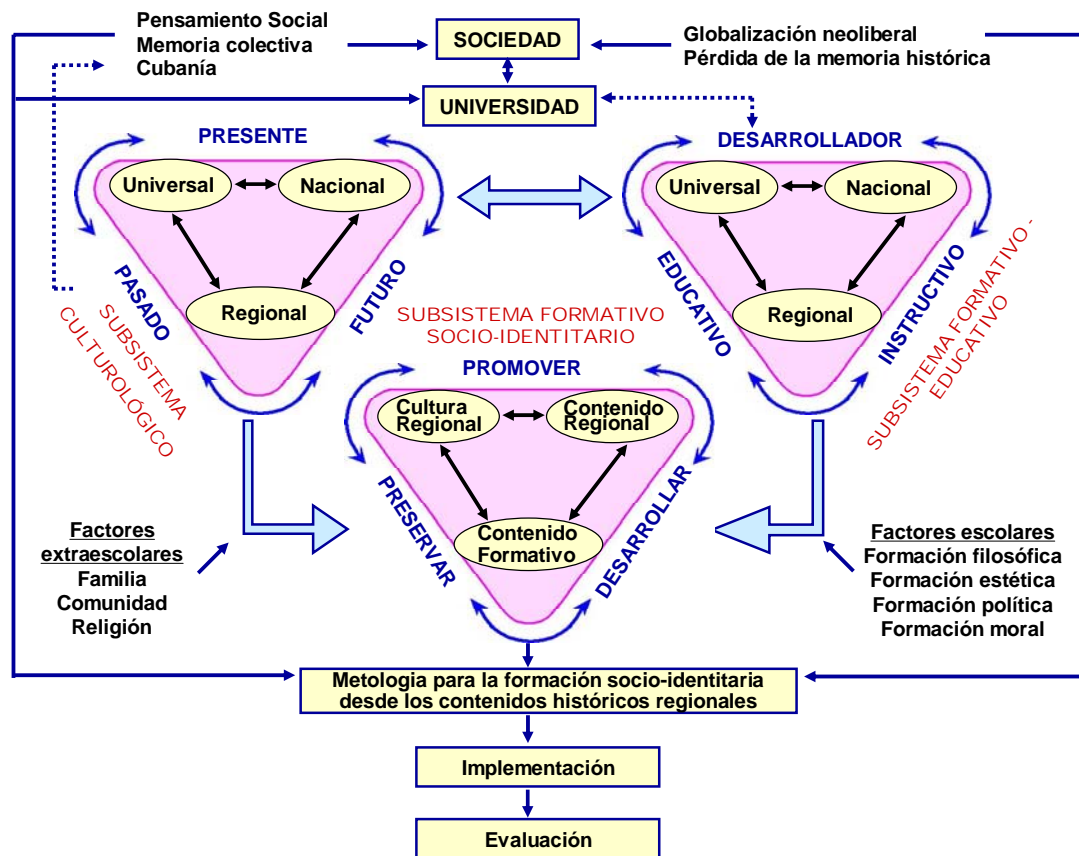 Pensamiento Social
Memoria colectiva
Cubanía
SOCIEDAD
Globalización neoliberal
Pérdida de la memoria histórica
UNIVERSIDAD
PRESENTE
Universal
Nacional
Regional
PASADO
FUTURO
SUBSISTEMA
CULTUROLÓGICO
DESARROLLADOR
Universal
Nacional
Regional
EDUCATIVO
INSTRUCTIVO
SUBSISTEMA FORMATIVO -
EDUCATIVO
SUBSISTEMA FORMATIVO
SOCIO-IDENTITARIO
PROMOVER
Cultura
Regional
Contenido
Regional
Contenido
Formativo
PRESERVAR
DESARROLLAR
Factores
extraescolares
Familia
Comunidad
Religión
Factores escolares
Formación filosófica
Formación estética
Formación política
Formación moral
Metologia para la formación socio-identitaria
desde los contenidos históricos regionales
Implementación
Evaluación